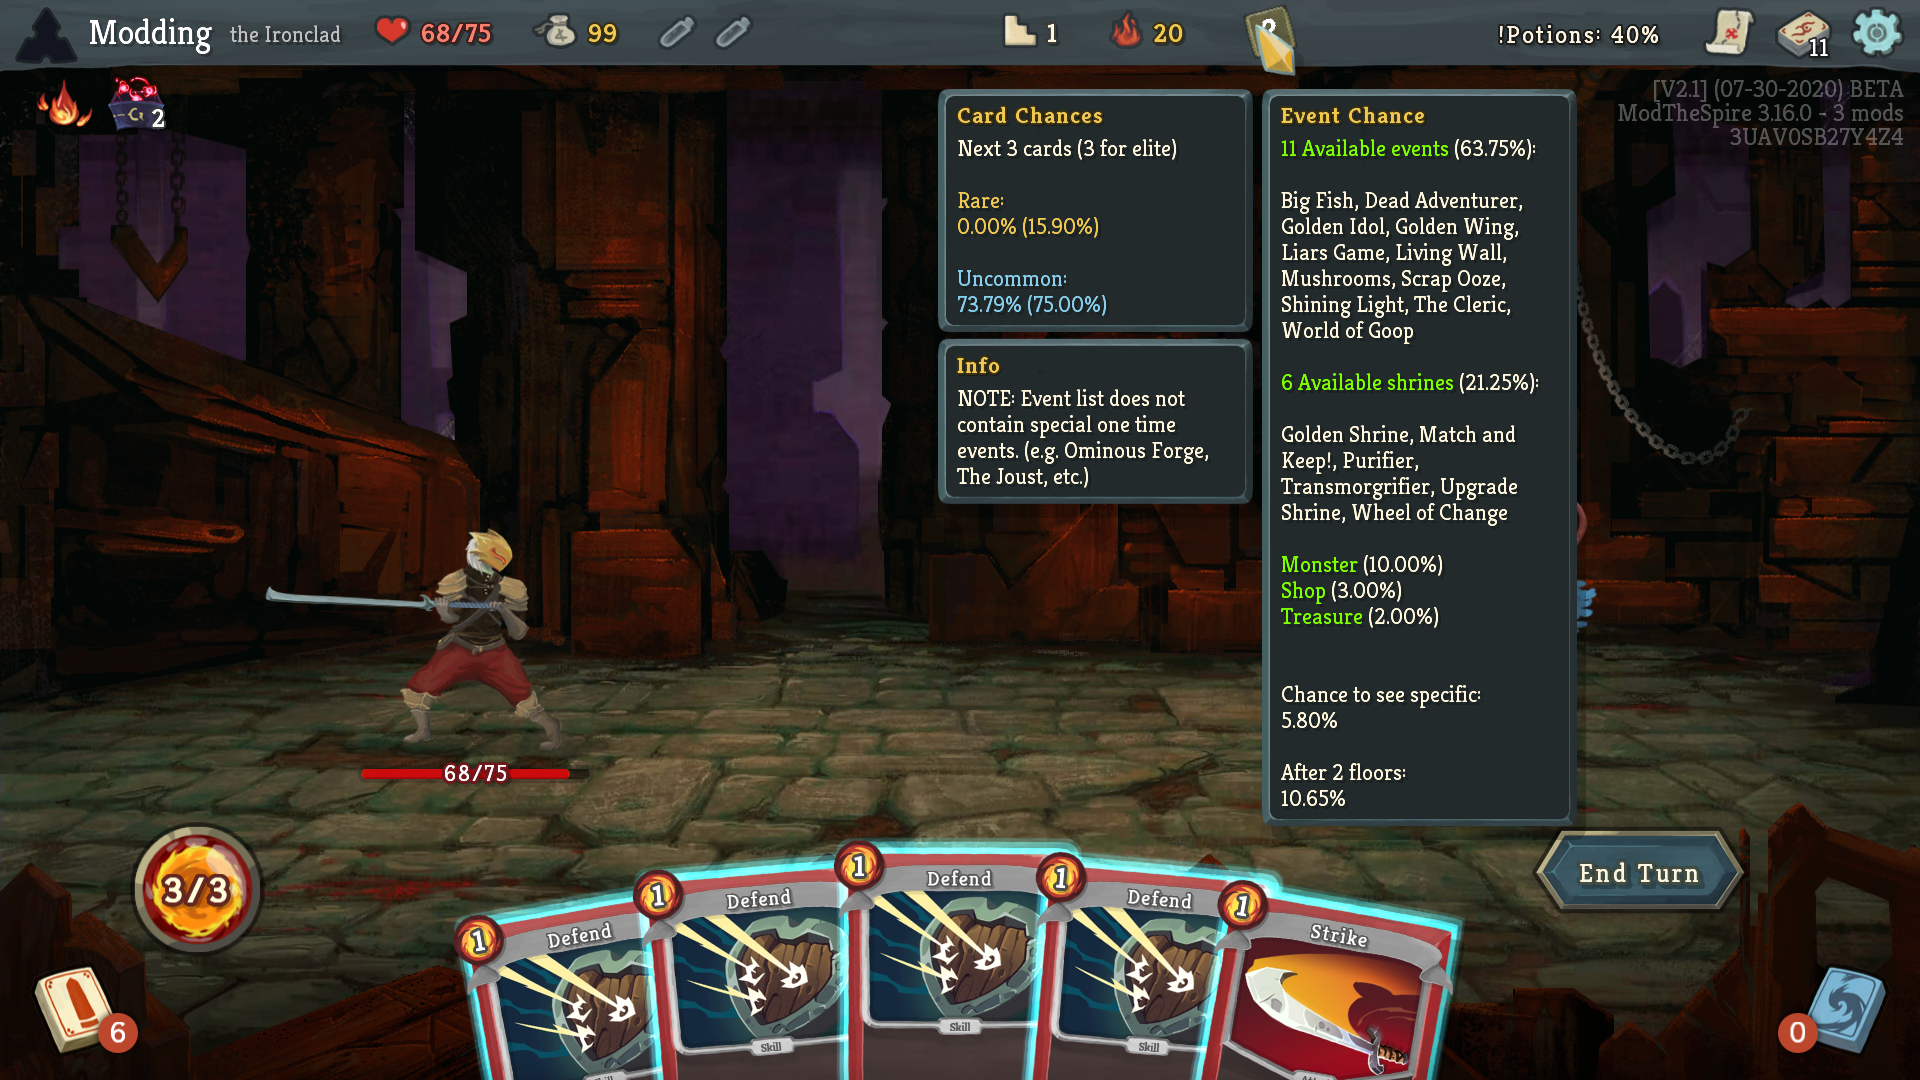 Modding the Ironclad 68/75 99 1 20 !Potions: 40% 11
[V2.1] (07-30-2020) BETA
ModTheSpire 3.16.0 - 3 mods
3UAV0SB27Y4Z4
2
Card Chances
Next 3 cards (3 for elite)
Rare:
0.00% (15.90%)
Uncommon:
73.79% (75.00%)
Info
NOTE: Event list does not
contain special one time
events. (e.g. Ominous Forge,
The Joust, etc.)
Event Chance
11 Available events (63.75%):
Big Fish, Dead Adventurer,
Golden Idol, Golden Wing,
Liars Game, Living Wall,
Mushrooms, Scrap Ooze,
Shining Light, The Cleric,
World of Goop
6 Available shrines (21.25%):
Golden Shrine, Match and
Keep!, Purifier,
Transmorgrifier, Upgrade
Shrine, Wheel of Change
Monster (10.00%)
Shop (3.00%)
Treasure (2.00%)
Chance to see specific:
5.80%
After 2 floors:
10.65%
68/75
3/3
End Turn
1 Defend
1 Defend
Skill
1 Defend
Skill
1 Defend
Skill
1 Strike
6
0